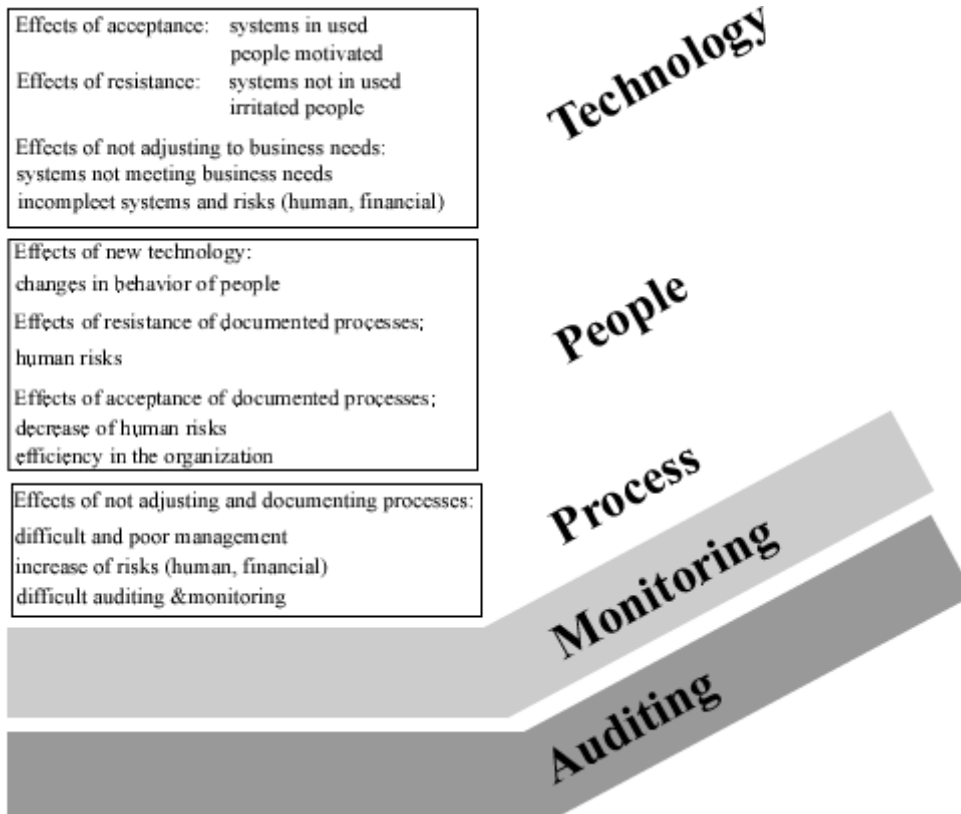 Effects of acceptance: systems in used
people motivated
Effects of resistance: systems not in used
irritated people
Effects of not adjusting to business needs:
systems not meeting business needs
incompleet systems and risks (human, financial)
Technology
Effects of new technology:
changes in behavior of people
Effects of resistance of documented processes;
human risks
Effects of acceptance of documented processes;
decrease of human risks
efficiency in the organization
People
Effects of not adjusting and documenting processes:
difficult and poor management
increase of risks (human, financial)
difficult auditing &monitoring
Process
Monitoring
Auditing